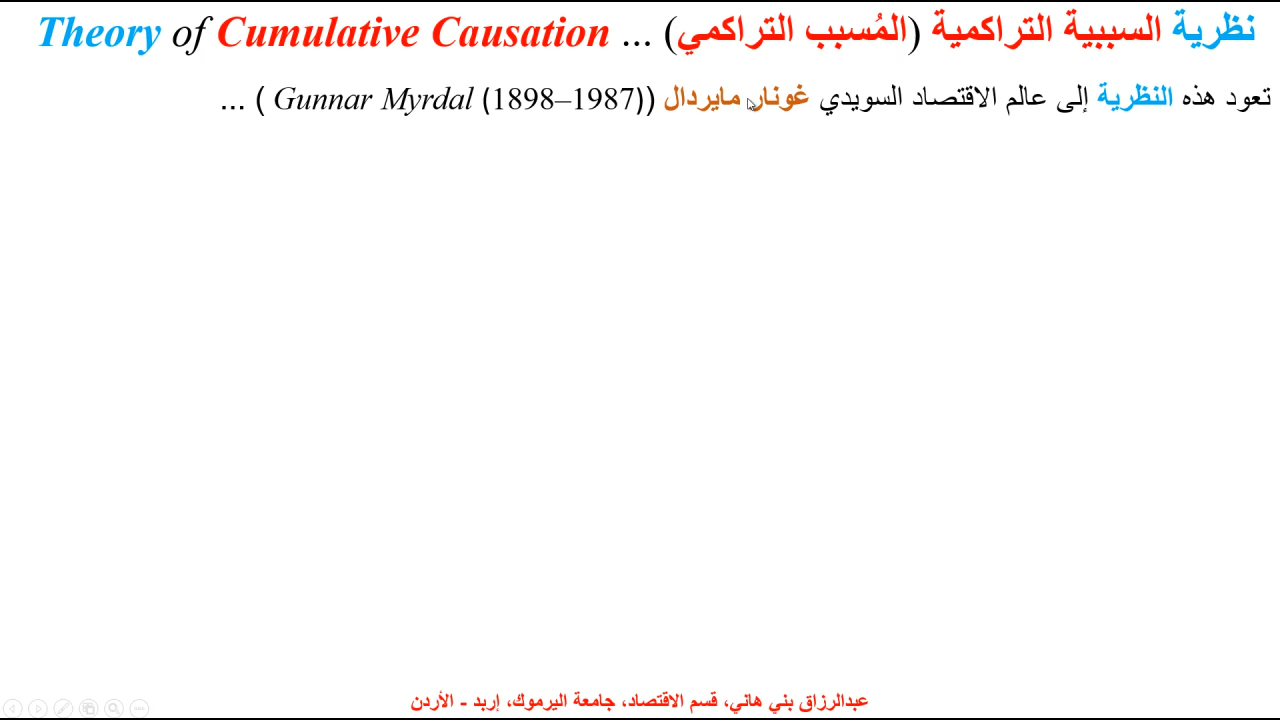 نظرية السببية التراكمية (المُسبب التراكمي) ... Theory of Cumulative Causation
تعود هذه النظرية إلى عالم الاقتصاد السويدي غونار مايردال ((Gunnar Myrdal (1898–1987 ) ...
عبدالرزاق بني هاني، قسم الاقتصاد، جامعة اليرموك، إربد - الأردن